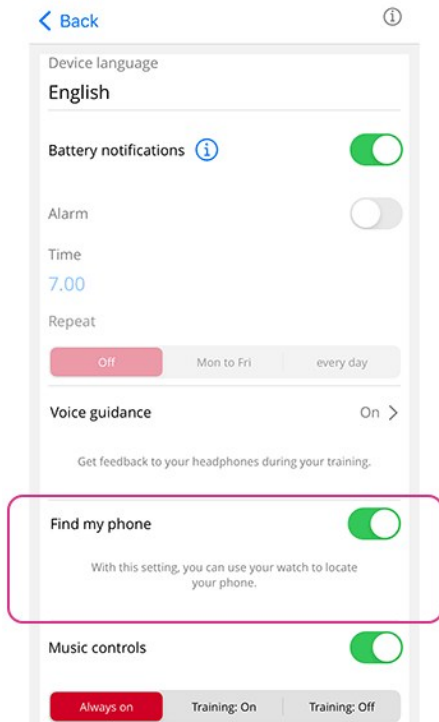 Back
Device language
English
Battery notifications
Alarm
Time
7.00
Repeat
Off Mon to Fri every day
Voice guidance On
Get feedback to your headphones during your training.
Find my phone
With this setting, you can use your watch to locate
your phone.
Music controls
Always on Training: On Training: Off